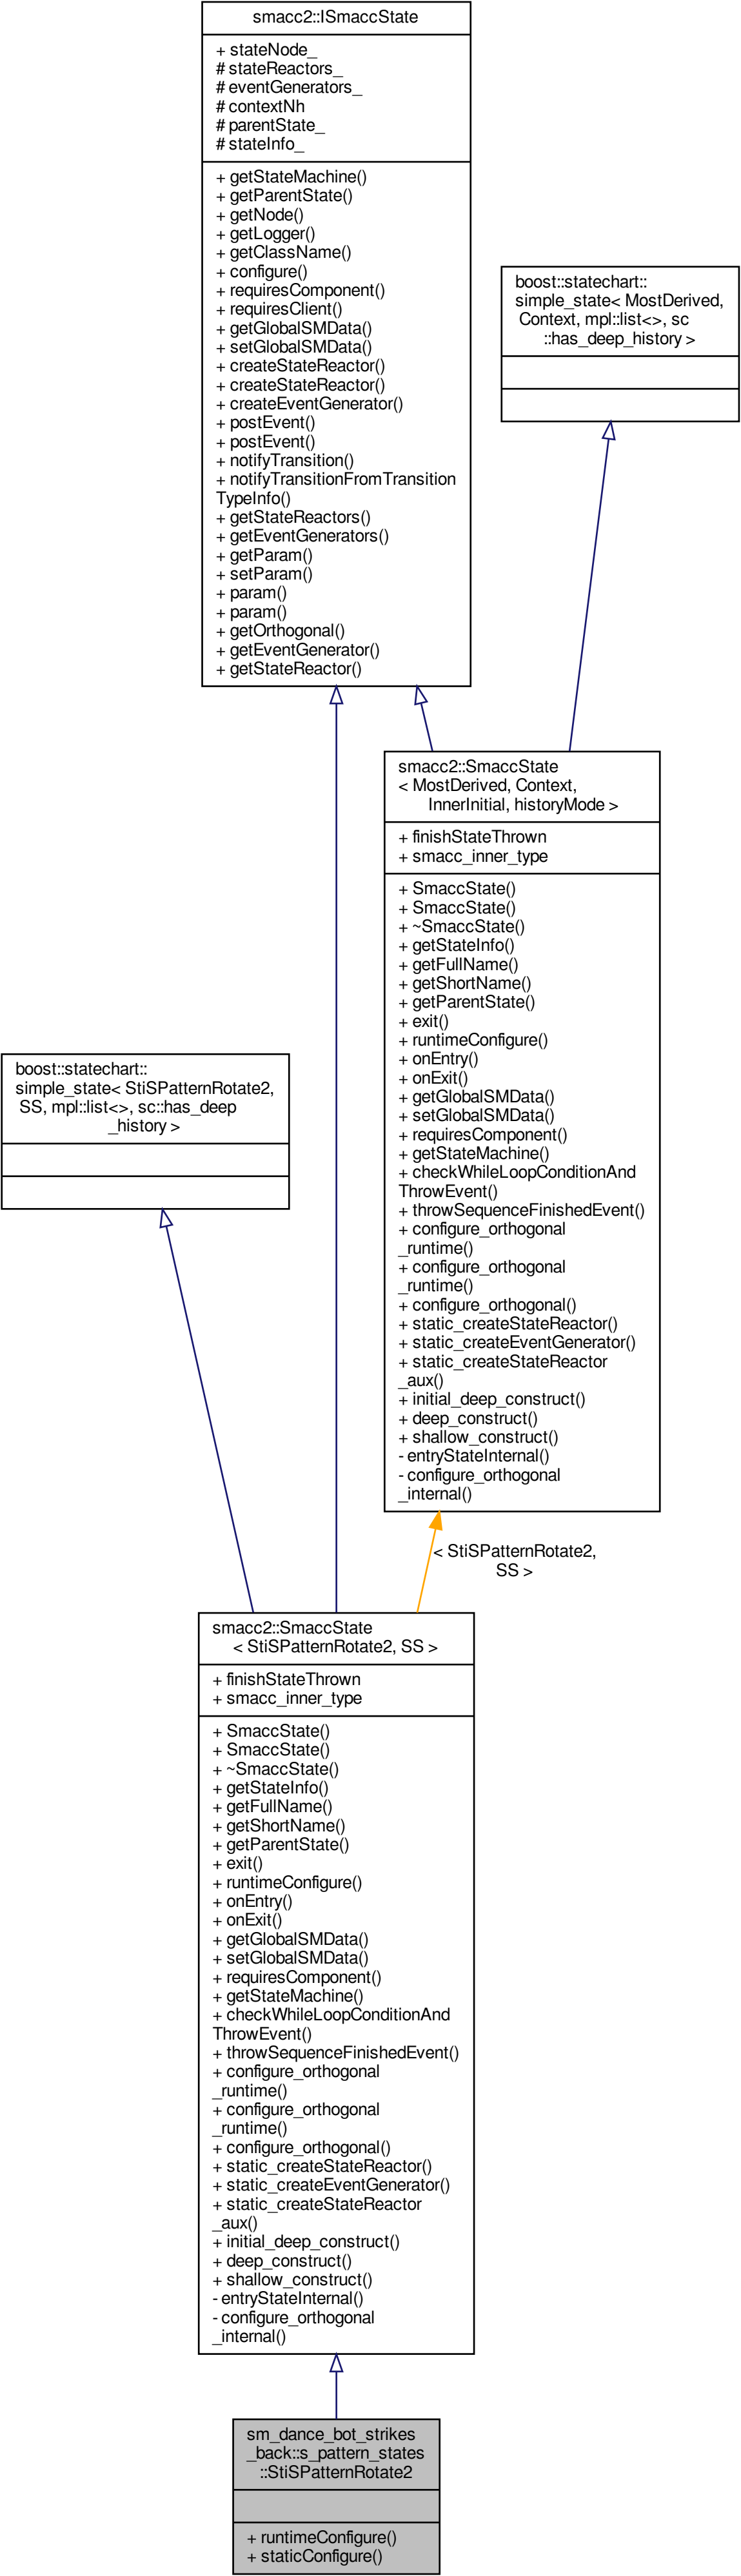 smacc2::ISmaccState
+ stateNode_
# stateReactors_
# eventGenerators_
# contextNh
# parentState_
# stateInfo_
+ getStateMachine()
+ getParentState()
+ getNode()
+ getLogger()
+ getClassName()
+ configure()
+ requiresComponent()
+ requiresClient()
+ getGlobalSMData()
+ setGlobalSMData()
+ createStateReactor()
+ createStateReactor()
+ createEventGenerator()
+ postEvent()
+ postEvent()
+ notifyTransition()
+ notifyTransitionFromTransition
TypeInfo()
+ getStateReactors()
+ getEventGenerators()
+ getParam()
+ setParam()
+ param()
+ param()
+ getOrthogonal()
+ getEventGenerator()
+ getStateReactor()
boost::statechart::
simple_state< MostDerived,
Context, mpl::list<>, sc
::has_deep_history >
smacc2::SmaccState
< MostDerived, Context,
InnerInitial, historyMode >
+ finishStateThrown
+ smacc_inner_type
+ SmaccState()
+ SmaccState()
+ ~SmaccState()
+ getStateInfo()
+ getFullName()
+ getShortName()
+ getParentState()
+ exit()
+ runtimeConfigure()
+ onEntry()
+ onExit()
+ getGlobalSMData()
+ setGlobalSMData()
+ requiresComponent()
+ getStateMachine()
+ checkWhileLoopConditionAnd
ThrowEvent()
+ throwSequenceFinishedEvent()
+ configure_orthogonal
_runtime()
+ configure_orthogonal
_runtime()
+ configure_orthogonal()
+ static_createStateReactor()
+ static_createEventGenerator()
+ static_createStateReactor
_aux()
+ initial_deep_construct()
+ deep_construct()
+ shallow_construct()
- entryStateInternal()
- configure_orthogonal
_internal()
boost::statechart::
simple_state< StiSPatternRotate2,
SS, mpl::list<>, sc::has_deep
_history >
< StiSPatternRotate2,
SS >
smacc2::SmaccState
< StiSPatternRotate2, SS >
+ finishStateThrown
+ smacc_inner_type
+ SmaccState()
+ SmaccState()
+ ~SmaccState()
+ getStateInfo()
+ getFullName()
+ getShortName()
+ getParentState()
+ exit()
+ runtimeConfigure()
+ onEntry()
+ onExit()
+ getGlobalSMData()
+ setGlobalSMData()
+ requiresComponent()
+ getStateMachine()
+ checkWhileLoopConditionAnd
ThrowEvent()
+ throwSequenceFinishedEvent()
+ configure_orthogonal
_runtime()
+ configure_orthogonal
_runtime()
+ configure_orthogonal()
+ static_createStateReactor()
+ static_createEventGenerator()
+ static_createStateReactor
_aux()
+ initial_deep_construct()
+ deep_construct()
+ shallow_construct()
- entryStateInternal()
- configure_orthogonal
_internal()
sm_dance_bot_strikes
_back::s_pattern_states
::StiSPatternRotate2
+ runtimeConfigure()
+ staticConfigure()